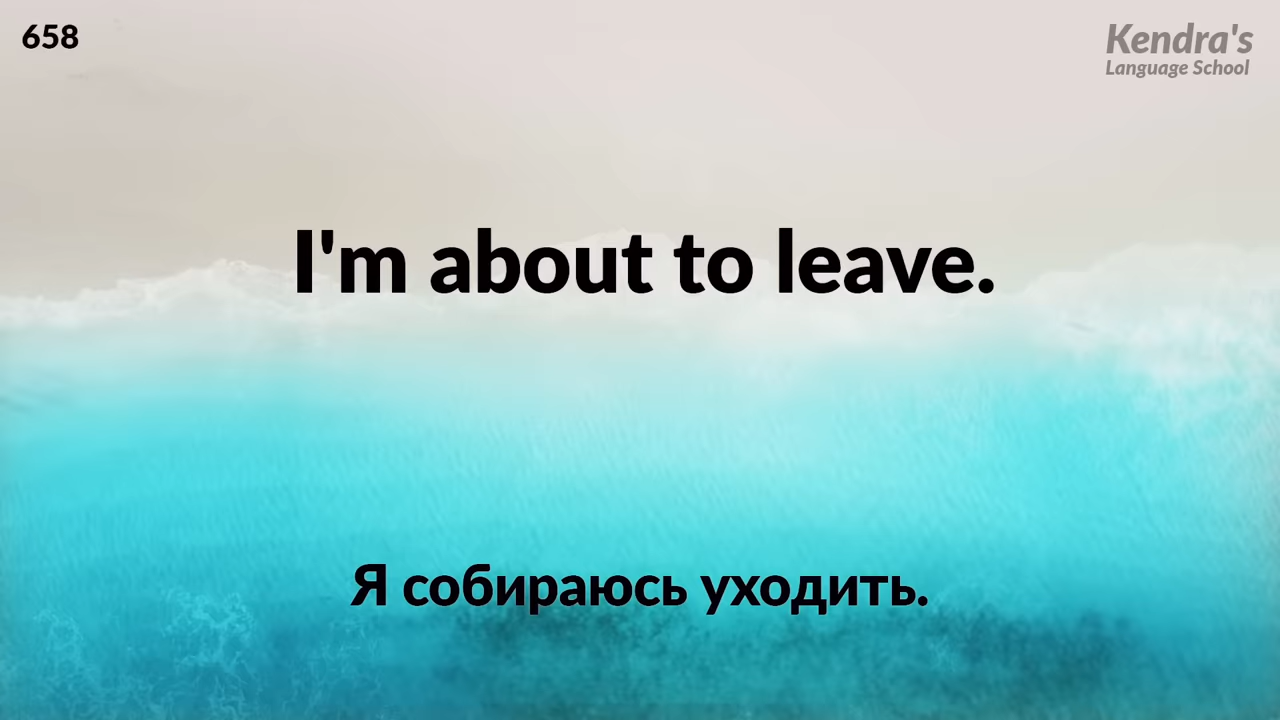 658
Kendra's
Language School
I'm about to leave.
Я собираюсь уходить.